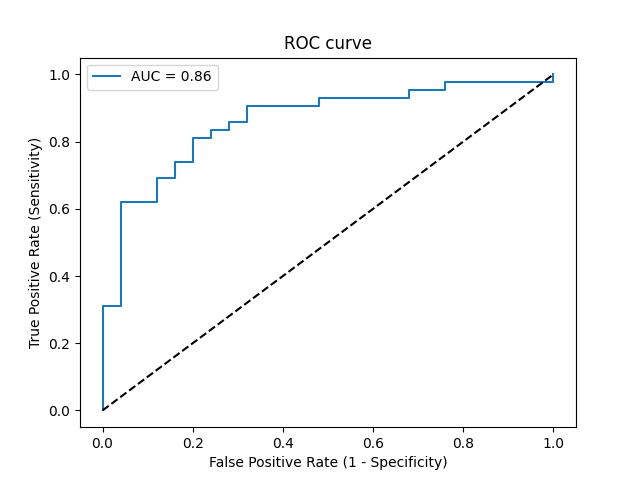 ROC curve
AUC = 0.86
True Positive Rate (Sensitivity)
1.0
0.8
0.6
0.4
0.2
0.0
0.0 0.2 0.4 0.6 0.8 1.0
False Positive Rate (1 - Specificity)